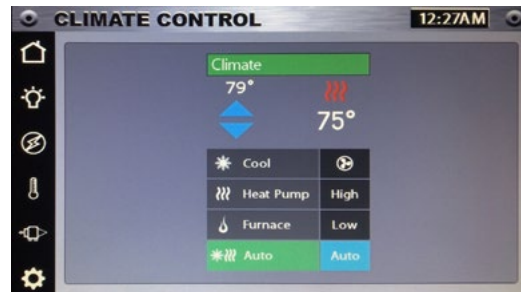 CLIMATE CONTROL 12:27AM
Climate
79°
75°
Cool
Heat Pump High
Furnace Low
Auto Auto